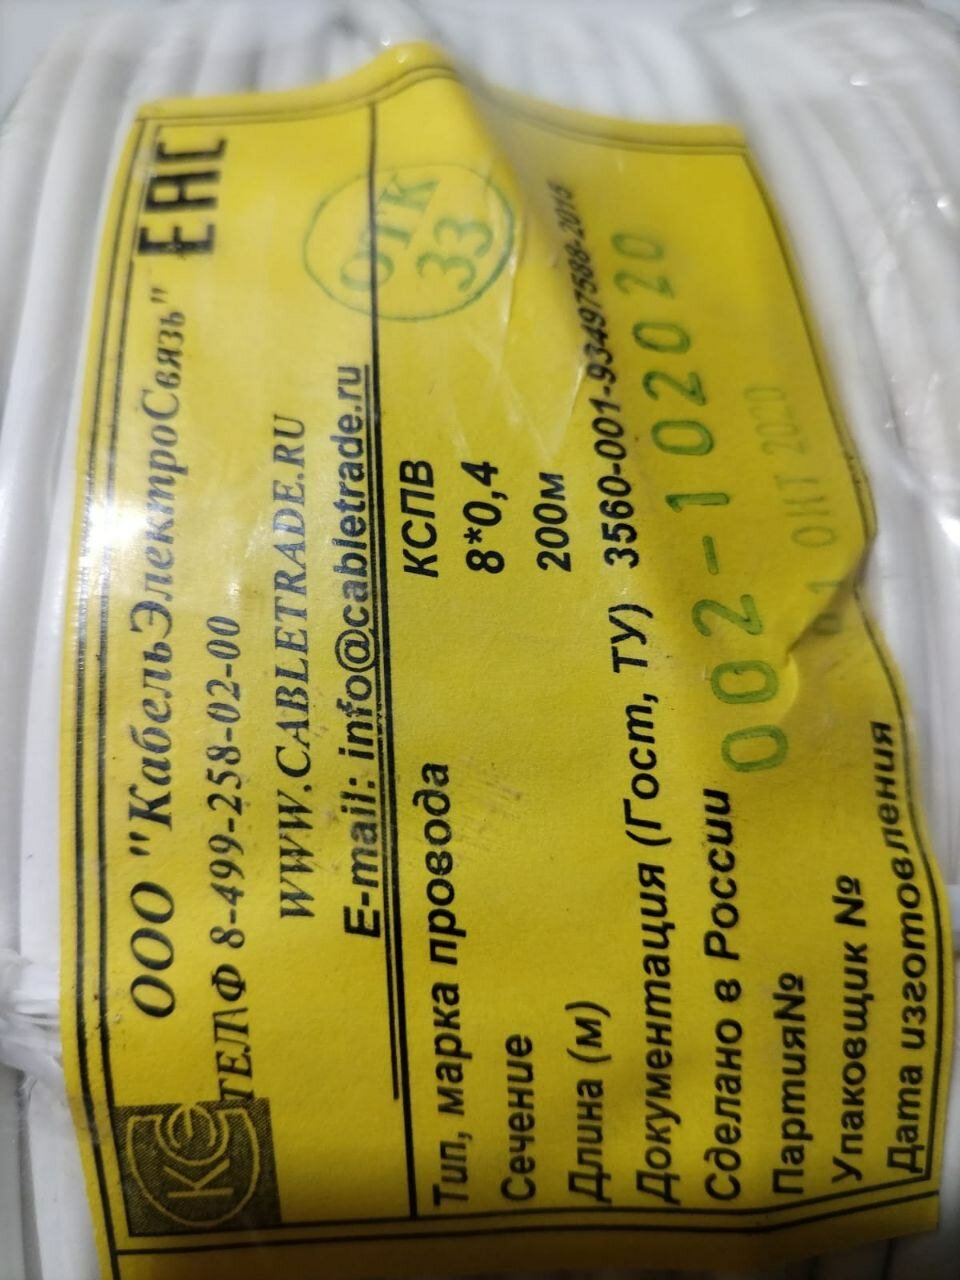 ООО "КабельЭлектроСвязь" ЕАС
ТЕЛ\Ф 8-499-258-02-00
WWW.CABLETRADE.RU
E-mail: info@cabletrade.ru
КС
ОТК
33
Тип, марка провода КСПВ
Сечение 8*0,4
Длина (м) 200м
Документация (Гост, ТУ) 3560-001-93497588-2015
Сделано в России
002-102020
Партия№
Упаковщик №
Дата изготовления ОКТ 2020